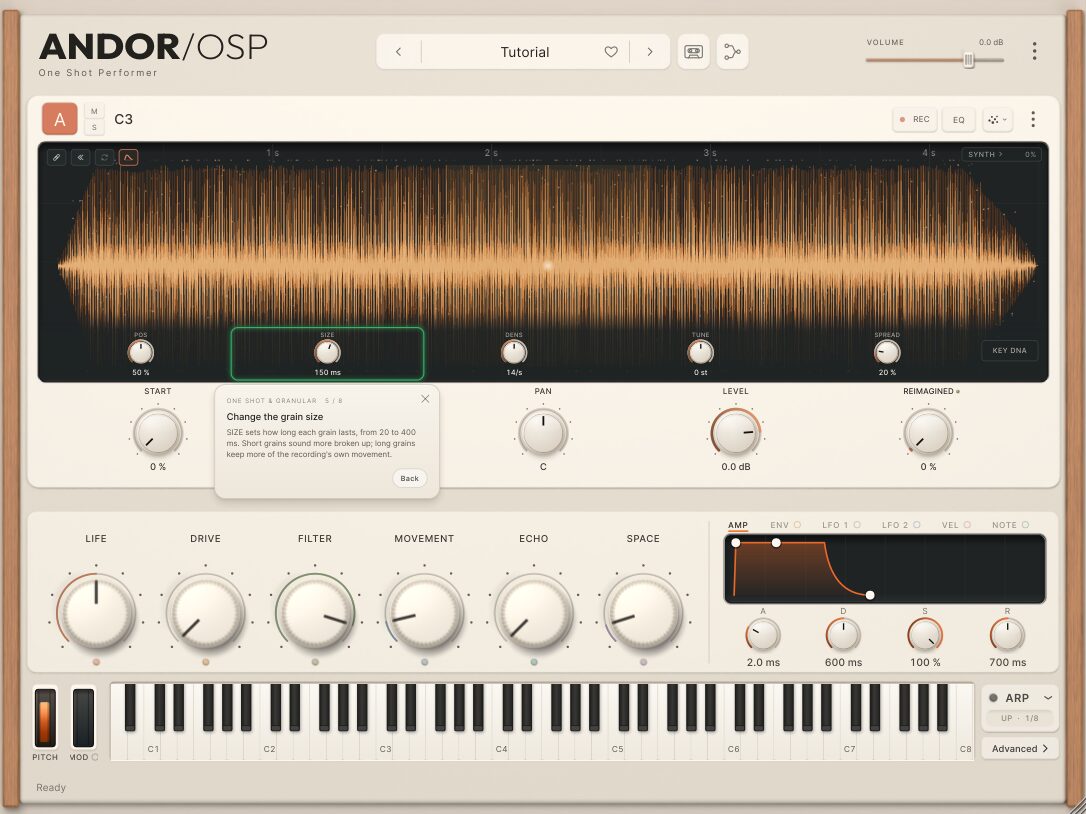 ANDOR/OSP
One Shot Performer
Tutorial
VOLUME 0.0 dB
A
M
S
C3
REC
EQ
1 s 2 s 3 s 4 s
SYNTH > 0%
POS SIZE DENS TUNE SPREAD
50 % 150 ms 14/s 0 st 20 %
KEY DNA
START PAN LEVEL REIMAGINED
0 % C 0.0 dB 0 %
ONE SHOT & GRANULAR 5 / 8
Change the grain size
SIZE sets how long each grain lasts, from 20 to 400
ms. Short grains sound more broken up; long grains
keep more of the recording's own movement.
Back
LIFE DRIVE FILTER MOVEMENT ECHO SPACE
AMP ENV LFO 1 LFO 2 VEL NOTE
A D S R
2.0 ms 600 ms 100 % 700 ms
PITCH MOD
C1 C2 C3 C4 C5 C6 C7 C8
ARP
UP · 1/8
Advanced >
Ready